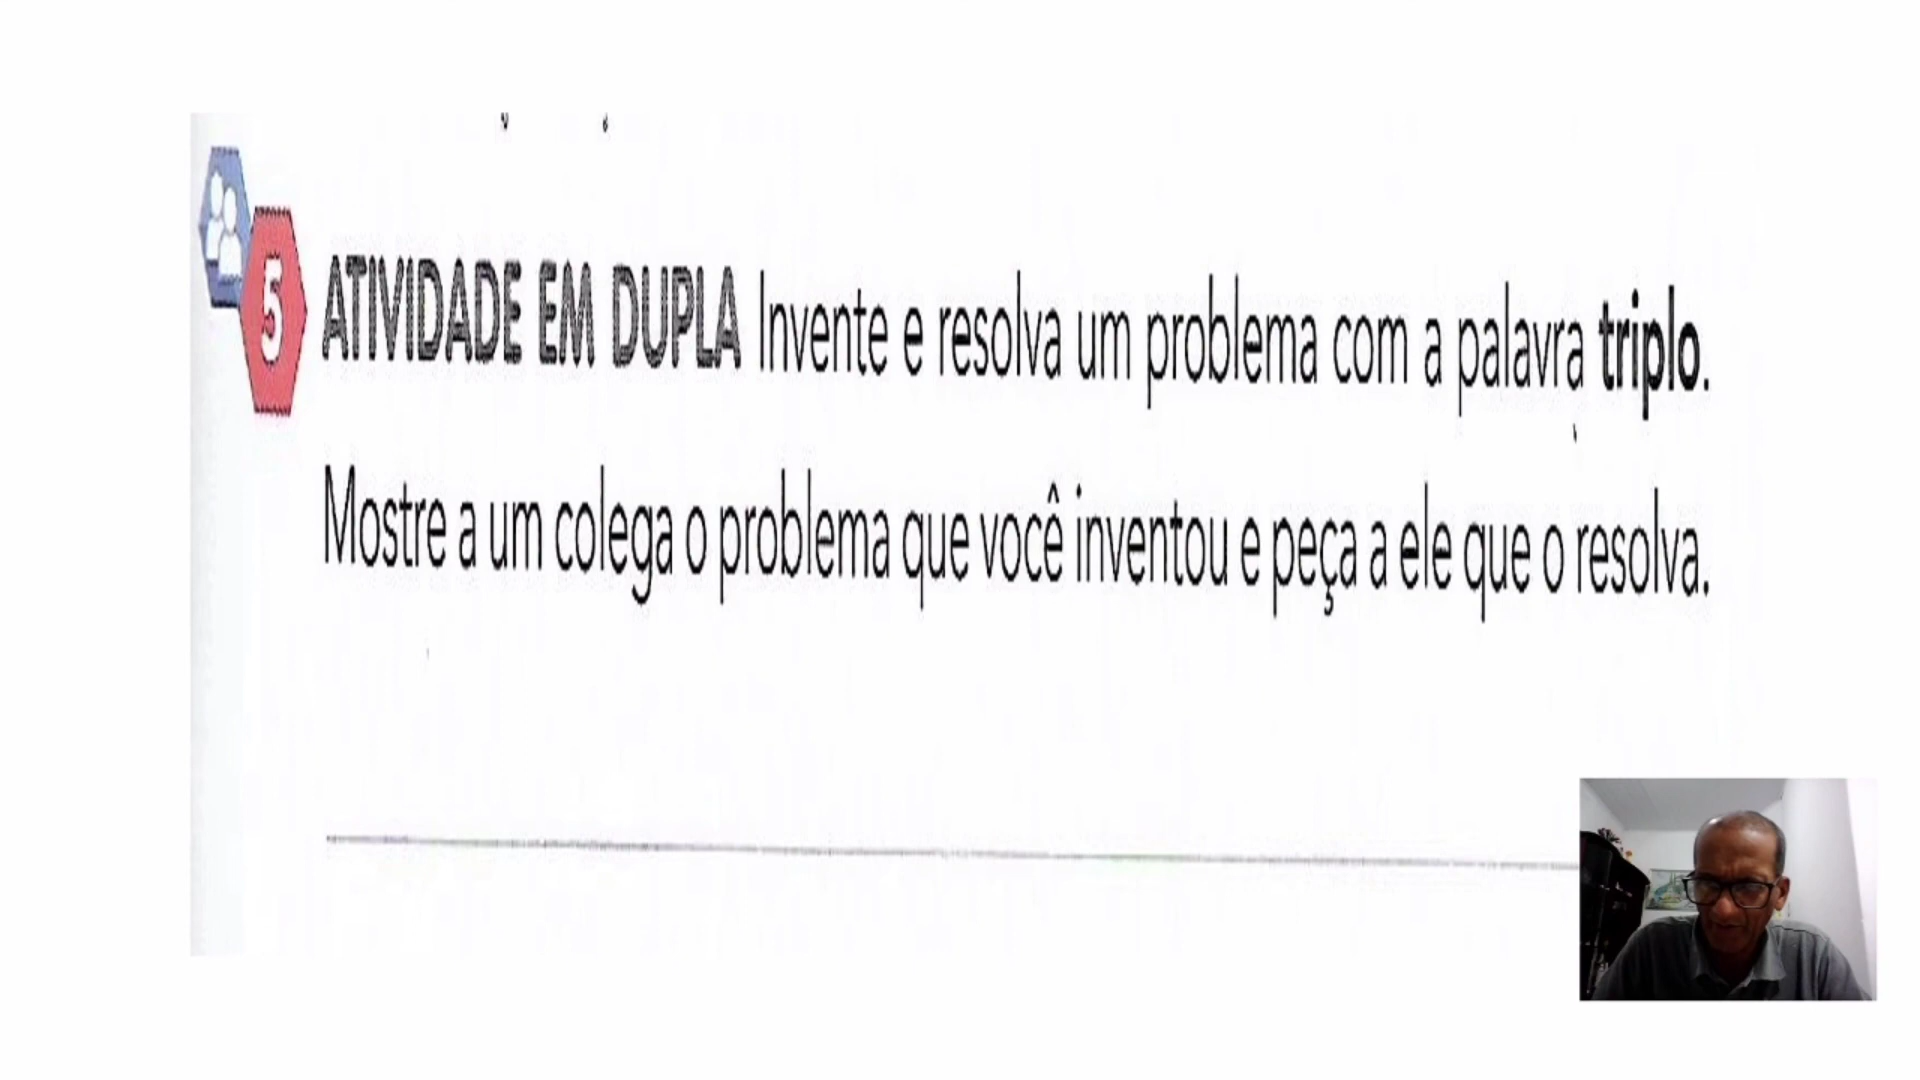 5 ATIVIDADE EM DUPLA Invente e resolva um problema com a palavra triplo.
Mostre a um colega o problema que você inventou e peça a ele que o resolva.